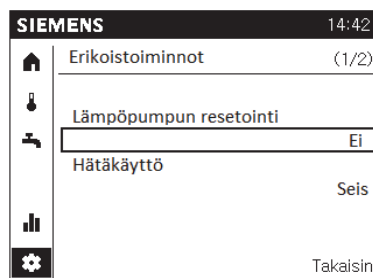 SIEMENS 14:42
Erikoistoiminnot (1/2)
Lämpöpumpun resetointi
Ei
Hätäkäyttö
Seis
Takaisin